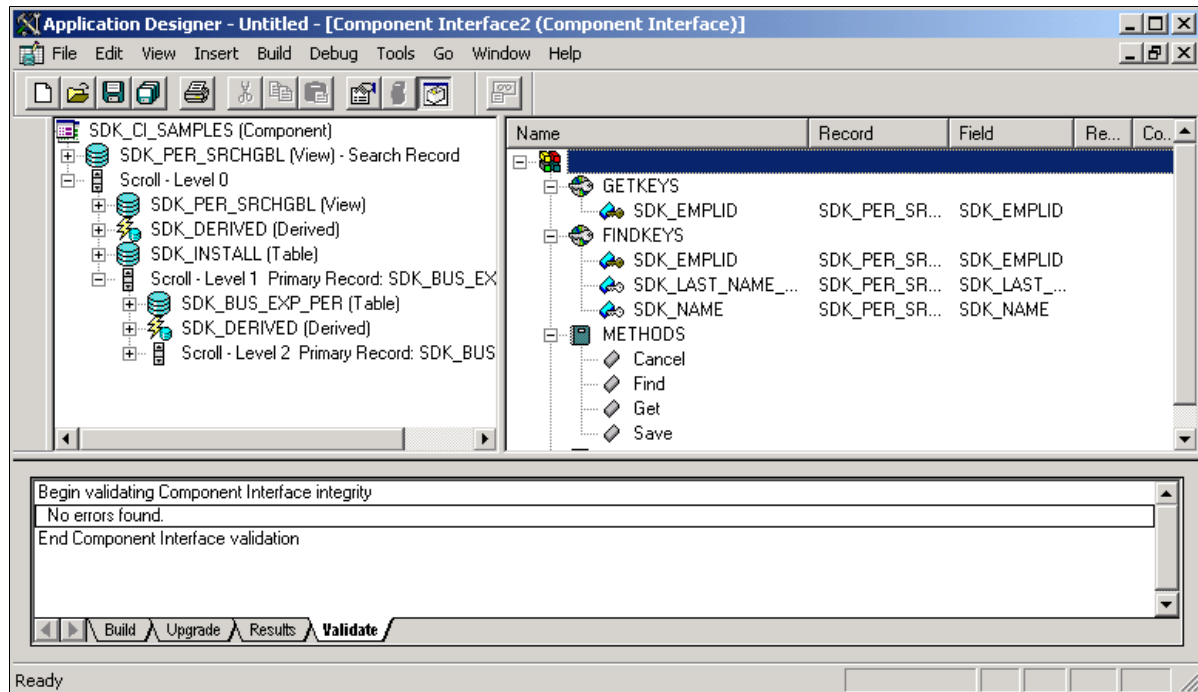 Application Designer - Untitled - [Component Interface2 (Component Interface)]
File Edit View Insert Build Debug Tools Go Window Help
SDK_CI_SAMPLES (Component)
SDK_PER_SRCHGBL (View) - Search Record
Scroll - Level 0
SDK_PER_SRCHGBL (View)
SDK_DERIVED (Derived)
SDK_INSTALL (Table)
Scroll - Level 1 Primary Record: SDK_BUS_EX
SDK_BUS_EXP_PER (Table)
SDK_DERIVED (Derived)
Scroll - Level 2 Primary Record: SDK_BUS
Name Record Field Re... Co...
GETKEYS
SDK_EMPLID SDK_PER_SR... SDK_EMPLID
FINDKEYS
SDK_EMPLID SDK_PER_SR... SDK_EMPLID
SDK_LAST_NAME_... SDK_PER_SR... SDK_LAST_...
SDK_NAME SDK_PER_SR... SDK_NAME
METHODS
Cancel
Find
Get
Save
Begin validating Component Interface integrity
No errors found.
End Component Interface validation
Build Upgrade Results Validate
Ready